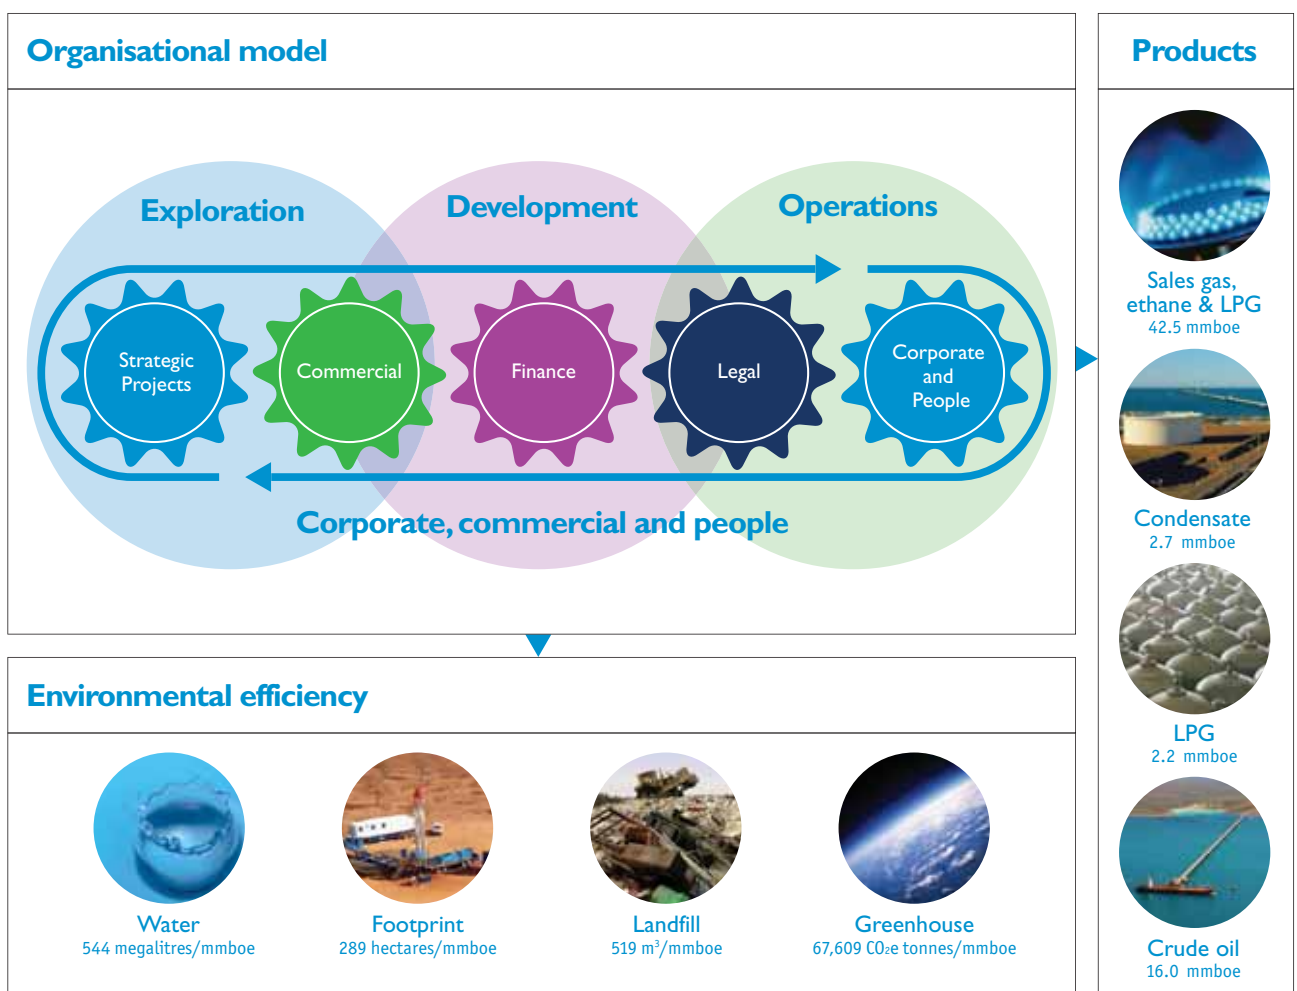 Organisational model
Exploration
Development
Operations
Strategic
Projects
Commercial
Finance
Legal
Corporate
and
People
Corporate, commercial and people
Products
Sales gas,
ethane & LPG
42.5 mmboe
Condensate
2.7 mmboe
LPG
2.2 mmboe
Crude oil
16.0 mmboe
Environmental efficiency
Water
544 megalitres/mmboe
Footprint
289 hectares/mmboe
Landfill
519 m³/mmboe
Greenhouse
67,609 CO₂e tonnes/mmboe